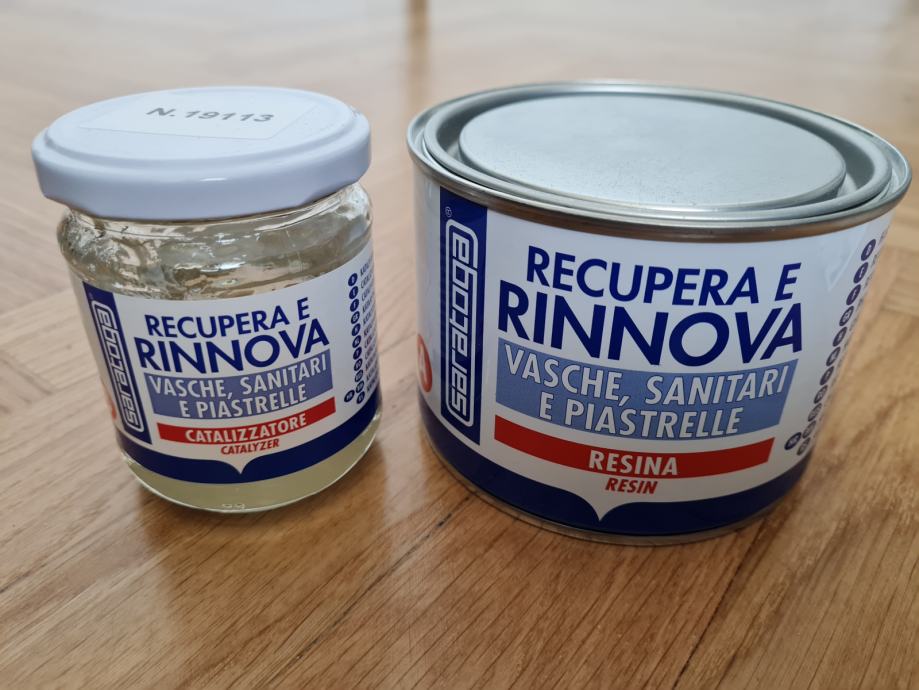 N. 19113
saratoga
RECUPERA E
RINNOVA
VASCHE, SANITARI
E PIASTRELLE
CATALIZZATORE
CATALYZER
saratoga®
RECUPERA E
RINNOVA
VASCHE, SANITARI
E PIASTRELLE
RESINA
RESIN